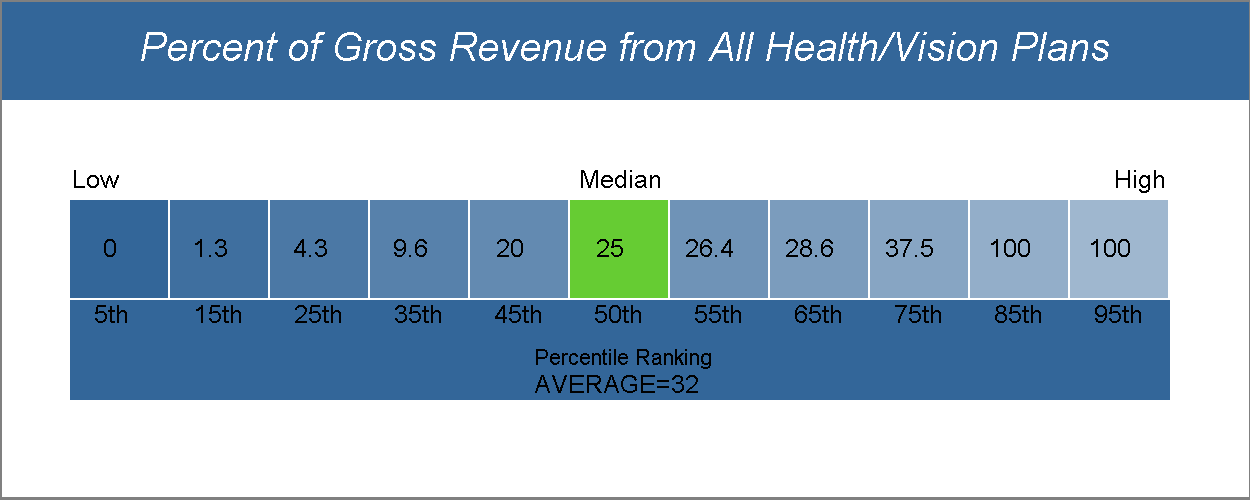 Percent of Gross Revenue from All Health/Vision Plans
Low Median High
0 1.3 4.3 9.6 20 25 26.4 28.6 37.5 100 100
5th 15th 25th 35th 45th 50th 55th 65th 75th 85th 95th
Percentile Ranking
AVERAGE=32